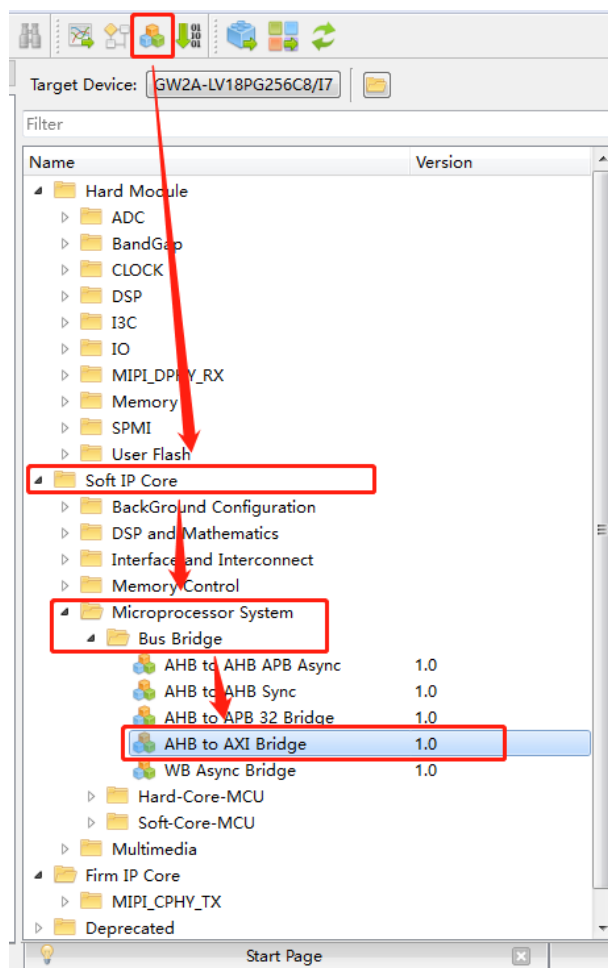 01
10
01
Target Device: GW2A-LV18PG256C8/I7
Filter
Name Version
Hard Module
ADC
BandGap
CLOCK
DSP
I3C
IO
MIPI_DPHY_RX
Memory
SPMI
User Flash
Soft IP Core
BackGround Configuration
DSP and Mathematics
Interface and Interconnect
Memory Control
Microprocessor System
Bus Bridge
AHB to AHB APB Async 1.0
AHB to AHB Sync 1.0
AHB to APB 32 Bridge 1.0
AHB to AXI Bridge 1.0
WB Async Bridge 1.0
Hard-Core-MCU
Soft-Core-MCU
Multimedia
Firm IP Core
MIPI_CPHY_TX
Deprecated
Start Page